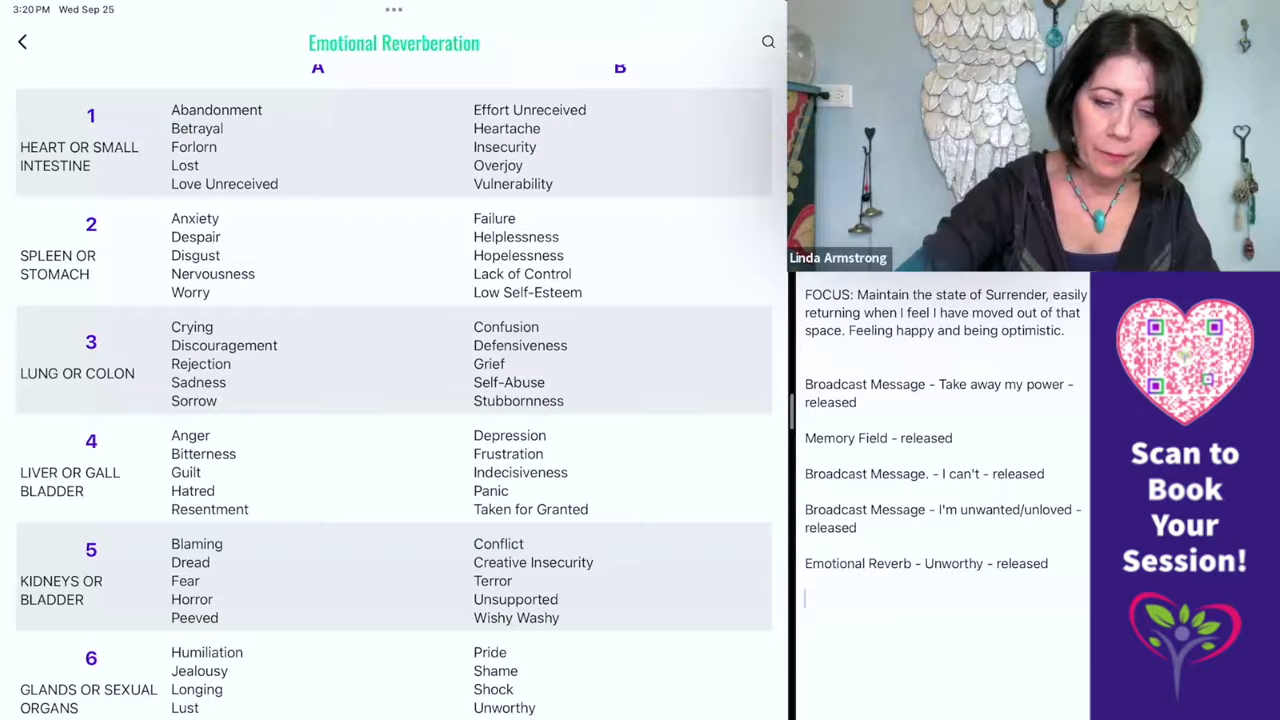 3:20 PM Wed Sep 25
Emotional Reverberation
A
B
1
HEART OR SMALL
INTESTINE
Abandonment
Betrayal
Forlorn
Lost
Love Unreceived
Effort Unreceived
Heartache
Insecurity
Overjoy
Vulnerability
2
SPLEEN OR
STOMACH
Anxiety
Despair
Disgust
Nervousness
Worry
Failure
Helplessness
Hopelessness
Lack of Control
Low Self-Esteem
3
LUNG OR COLON
Crying
Discouragement
Rejection
Sadness
Sorrow
Confusion
Defensiveness
Grief
Self-Abuse
Stubbornness
4
LIVER OR GALL
BLADDER
Anger
Bitterness
Guilt
Hatred
Resentment
Depression
Frustration
Indecisiveness
Panic
Taken for Granted
5
KIDNEYS OR
BLADDER
Blaming
Dread
Fear
Horror
Peeved
Conflict
Creative Insecurity
Terror
Unsupported
Wishy Washy
6
GLANDS OR SEXUAL
ORGANS
Humiliation
Jealousy
Longing
Lust
Pride
Shame
Shock
Unworthy
Linda Armstrong
FOCUS: Maintain the state of Surrender, easily
returning when I feel I have moved out of that
space. Feeling happy and being optimistic.
Broadcast Message - Take away my power -
released
Memory Field - released
Broadcast Message. - I can't - released
Broadcast Message - I'm unwanted/unloved -
released
Emotional Reverb - Unworthy - released
Scan to
Book
Your
Session!